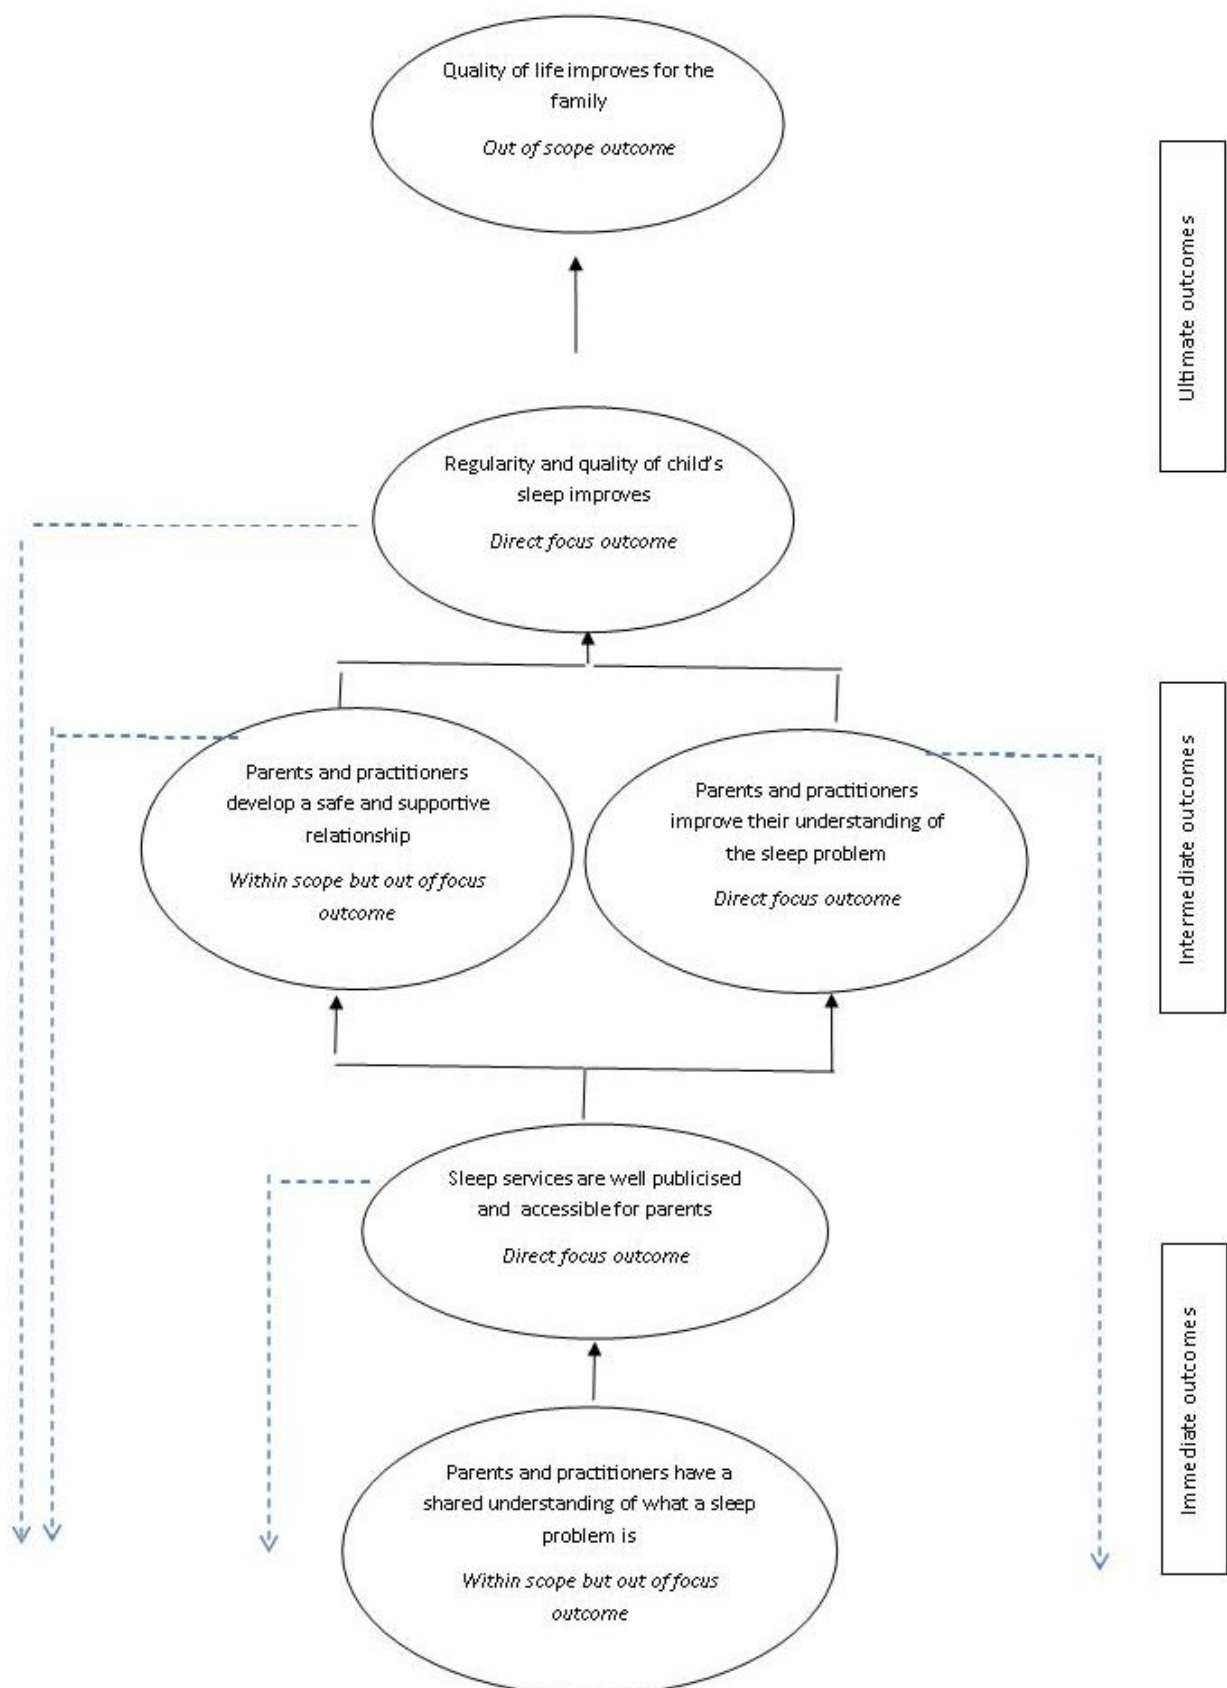 Quality of life improves for the
family
Out of scope outcome
Ultimate outcomes
Regularity and quality of child's
sleep improves
Direct focus outcome
Parents and practitioners
develop a safe and supportive
relationship
Within scope but out of focus
outcome
Parents and practitioners
improve their understanding of
the sleep problem
Direct focus outcome
Intermediate outcomes
Sleep services are well publicised
and accessible for parents
Direct focus outcome
Immediate outcomes
Parents and practitioners have a
shared understanding of what a sleep
problem is
Within scope but out of focus
outcome